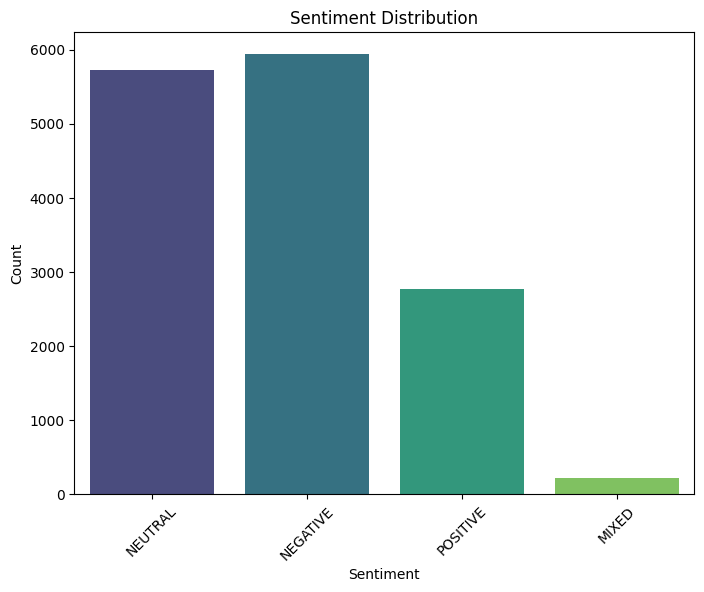 Sentiment Distribution
6000
5000
4000
3000
2000
1000
0
Count
NEUTRAL
NEGATIVE
POSITIVE
MIXED
Sentiment